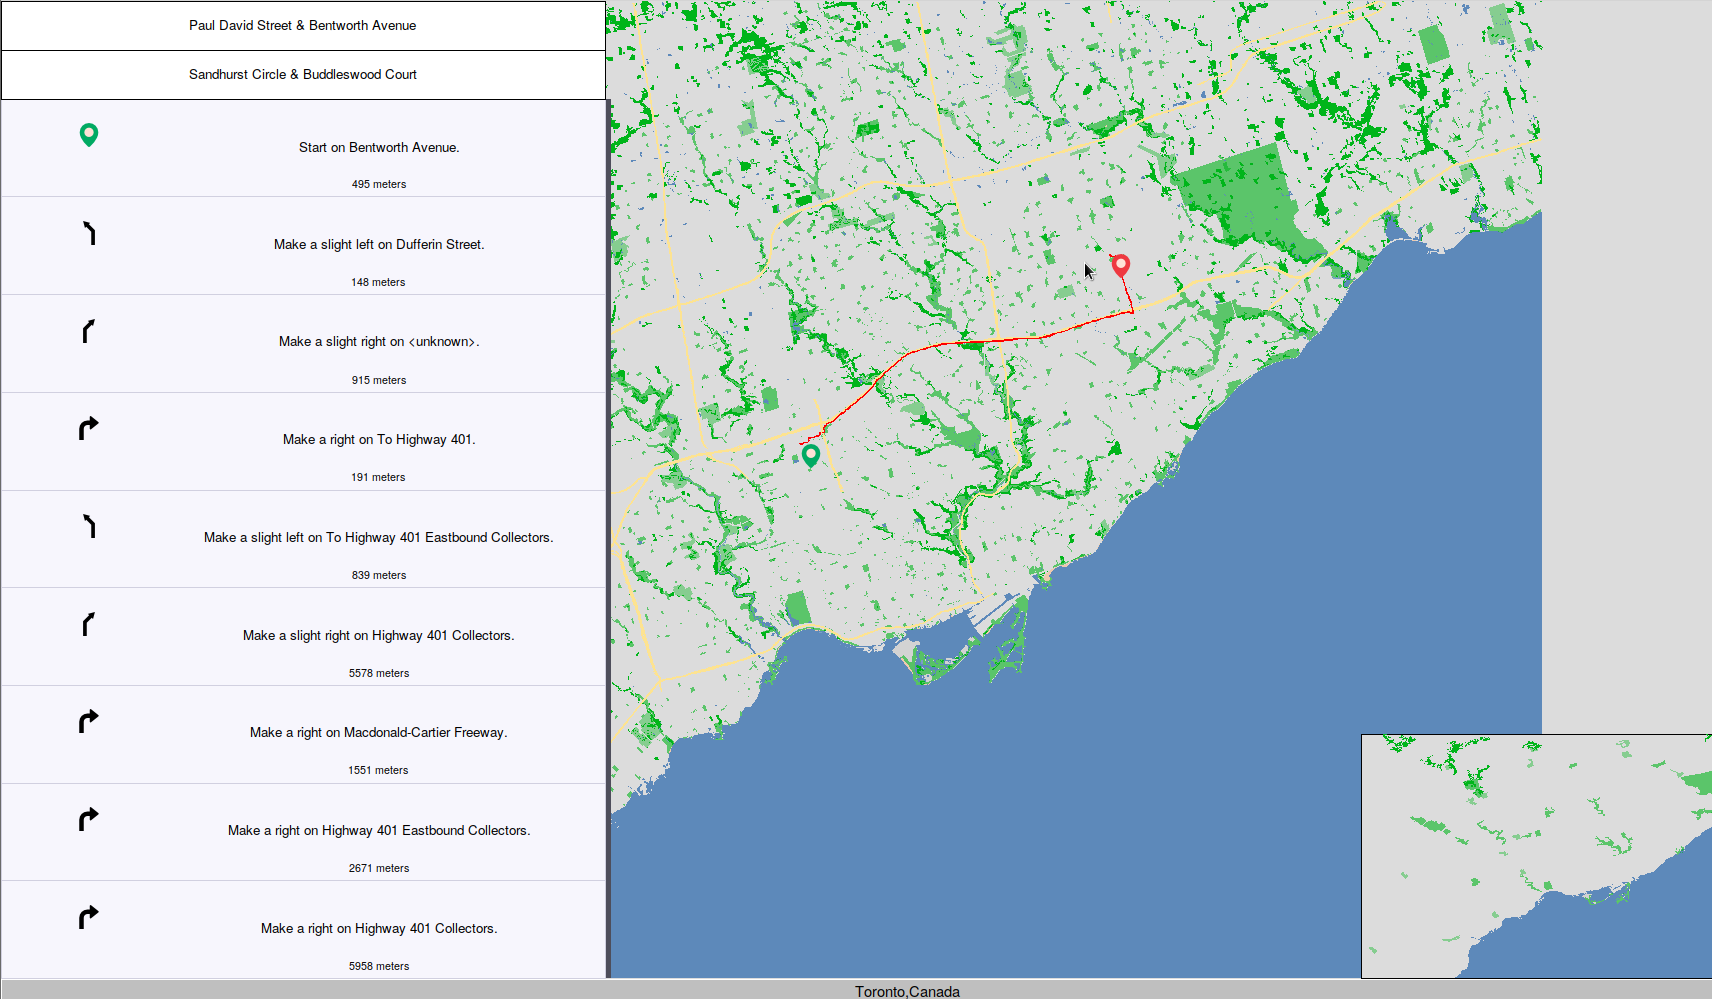 Paul David Street & Bentworth Avenue
Sandhurst Circle & Buddleswood Court
Start on Bentworth Avenue.
495 meters
Make a slight left on Dufferin Street.
148 meters
Make a slight right on <unknown>.
915 meters
Make a right on To Highway 401.
191 meters
Make a slight left on To Highway 401 Eastbound Collectors.
839 meters
Make a slight right on Highway 401 Collectors.
5578 meters
Make a right on Macdonald-Cartier Freeway.
1551 meters
Make a right on Highway 401 Eastbound Collectors.
2671 meters
Make a right on Highway 401 Collectors.
5958 meters
Toronto,Canada